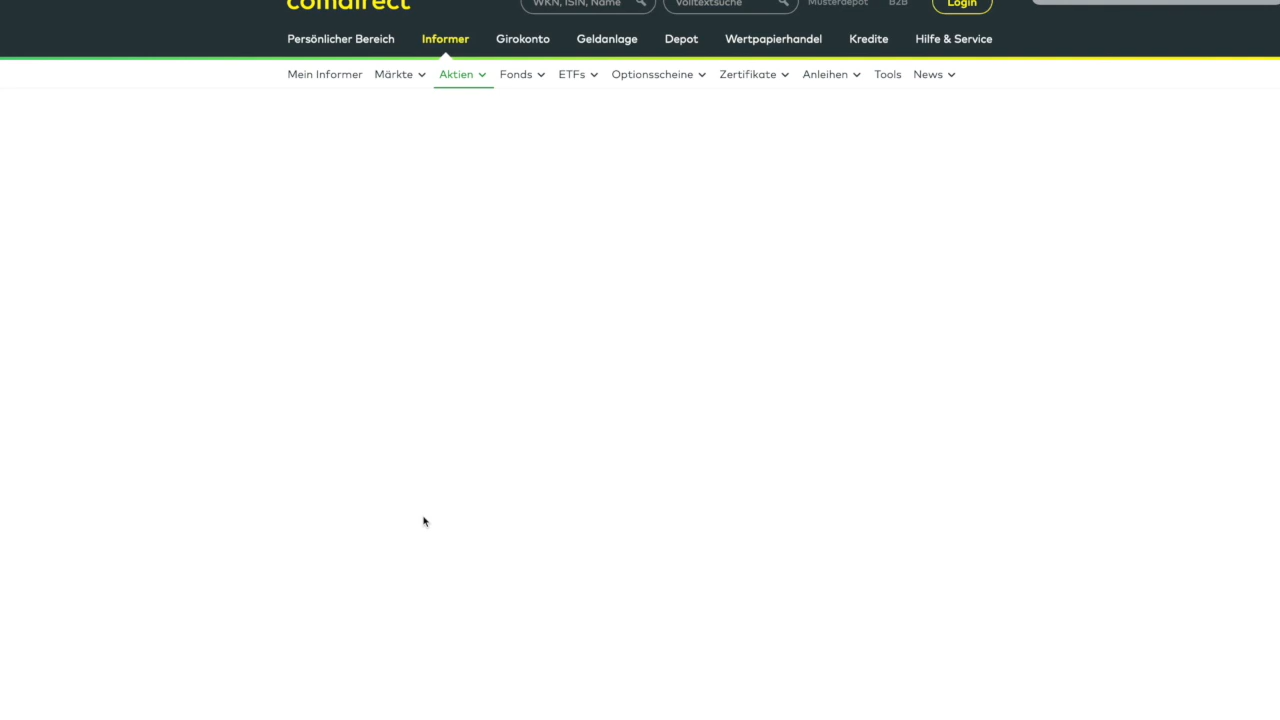 comdirect
WKN, ISIN, Name
Volltextsuche
Musterdepot
B2B
Login
Persönlicher Bereich
Informer
Girokonto
Geldanlage
Depot
Wertpapierhandel
Kredite
Hilfe & Service
Mein Informer
Märkte
Aktien
Fonds
ETFs
Optionsscheine
Zertifikate
Anleihen
Tools
News